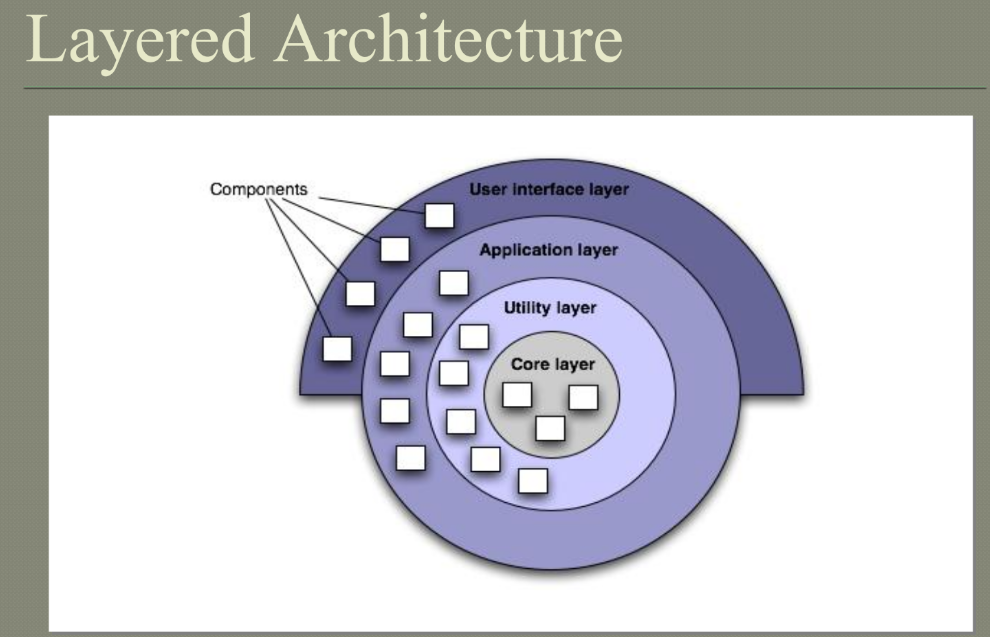 Layered Architecture
Components
User interface layer
Application layer
Utility layer
Core layer